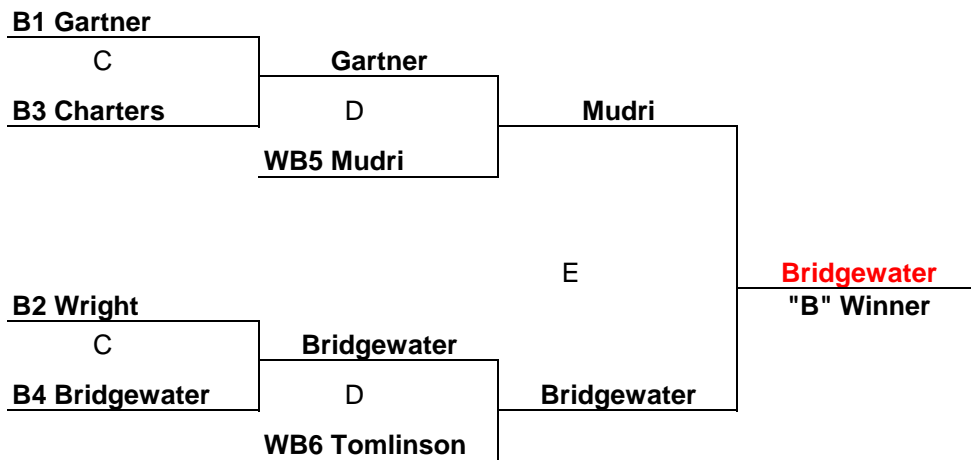 B1 Gartner
C
Gartner
B3 Charters
D
Mudri
WB5 Mudri
E
Bridgewater
B2 Wright
"B" Winner
C
Bridgewater
B4 Bridgewater
D
Bridgewater
WB6 Tomlinson